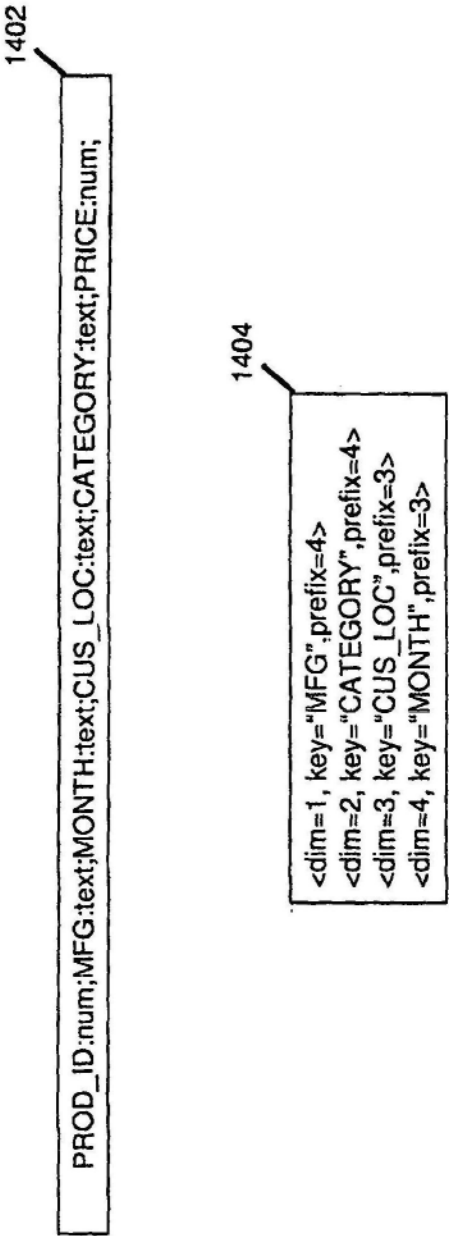 1402
PROD_ID:num;MFG:text;MONTH:text;CUS_LOC:text;CATEGORY:text;PRICE:num;
1404
<dim=1, key="MFG",prefix=4>
<dim=2, key="CATEGORY",prefix=4>
<dim=3, key="CUS_LOC",prefix=3>
<dim=4, key="MONTH",prefix=3>